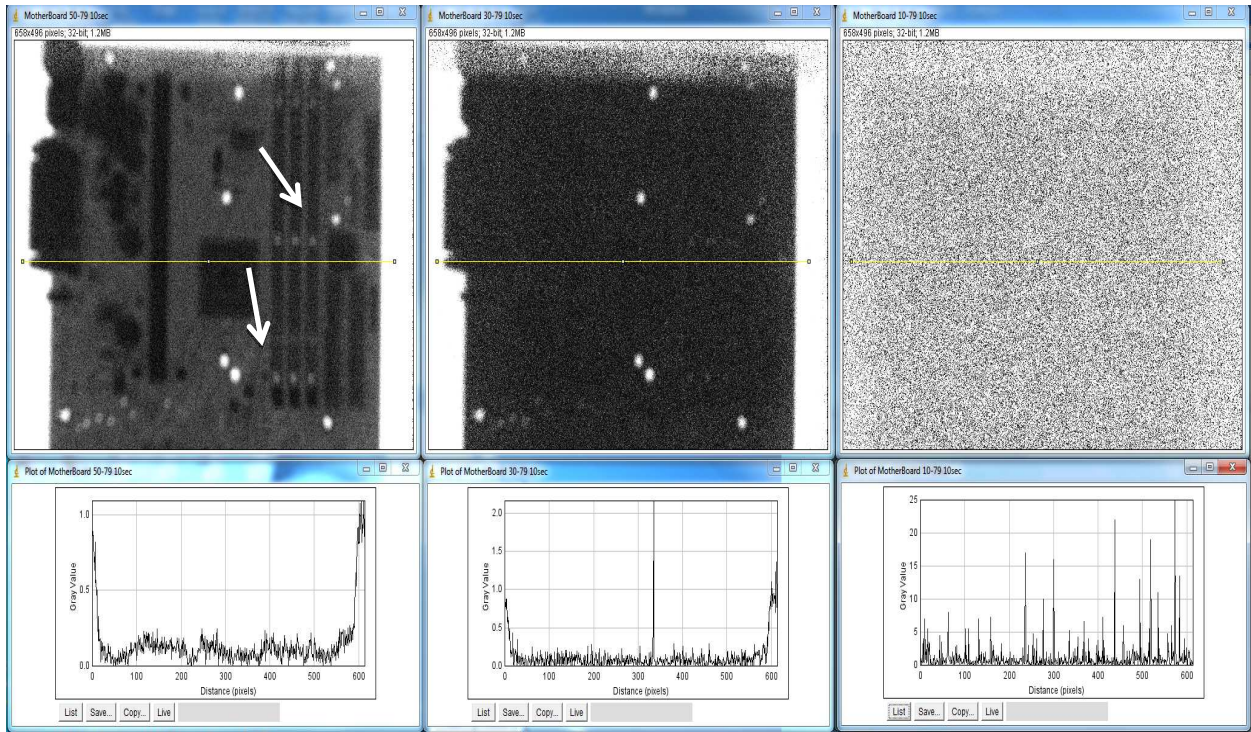 MotherBoard 50-79 10sec
658x496 pixels; 32-bit; 1.2MB
MotherBoard 30-79 10sec
658x496 pixels; 32-bit; 1.2MB
MotherBoard 10-79 10sec
658x496 pixels; 32-bit; 1.2MB
Plot of MotherBoard 50-79 10sec
1.0
0.5
0.0
Gray Value
0 100 200 300 400 500 600
Distance (pixels)
List Save... Copy... Live
Plot of MotherBoard 30-79 10sec
2.0
1.5
1.0
0.5
0.0
Gray Value
0 100 200 300 400 500 600
Distance (pixels)
List Save... Copy... Live
Plot of MotherBoard 10-79 10sec
25
20
15
10
5
0
Gray Value
0 100 200 300 400 500 600
Distance (pixels)
List Save... Copy... Live